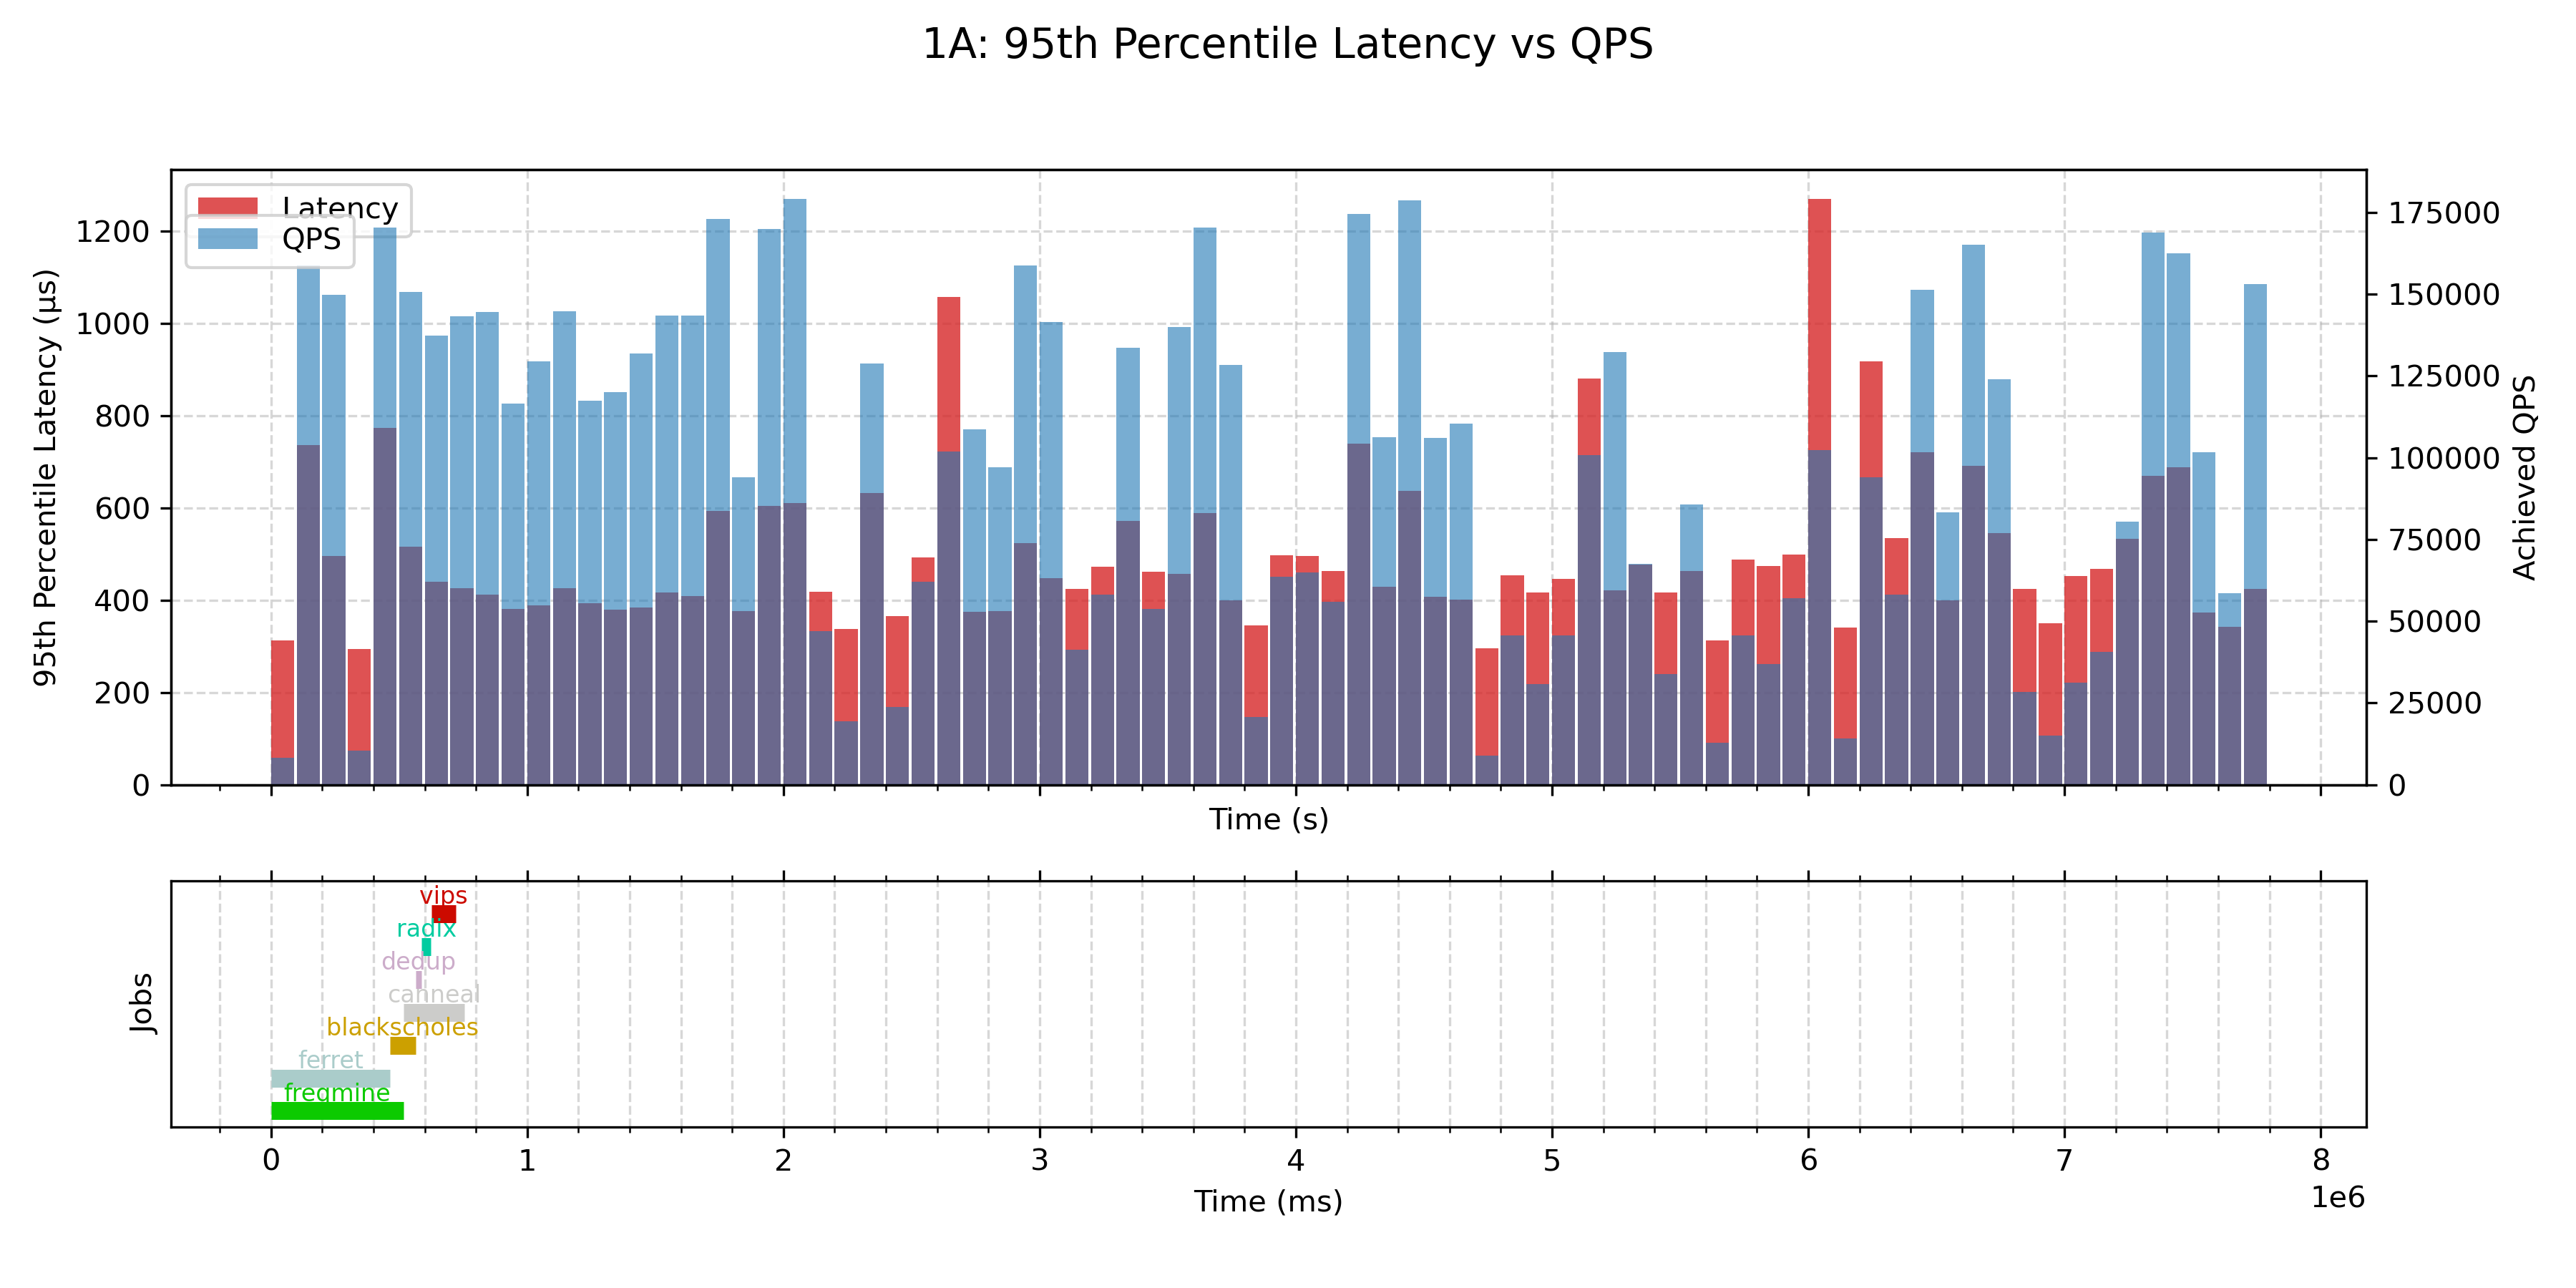 1A: 95th Percentile Latency vs QPS
Latency
QPS
95th Percentile Latency (µs)
1200
1000
800
600
400
200
0
Achieved QPS
175000
150000
125000
100000
75000
50000
25000
0
Time (s)
Jobs
vips
radix
dedup
canneal
blackscholes
ferret
freqmine
0 1 2 3 4 5 6 7 8
1e6
Time (ms)